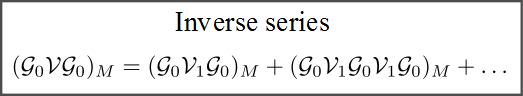 Inverse series
(𝒢₀𝒱𝒢₀)_M = (𝒢₀𝒱₁𝒢₀)_M + (𝒢₀𝒱₁𝒢₀𝒱₁𝒢₀)_M + …